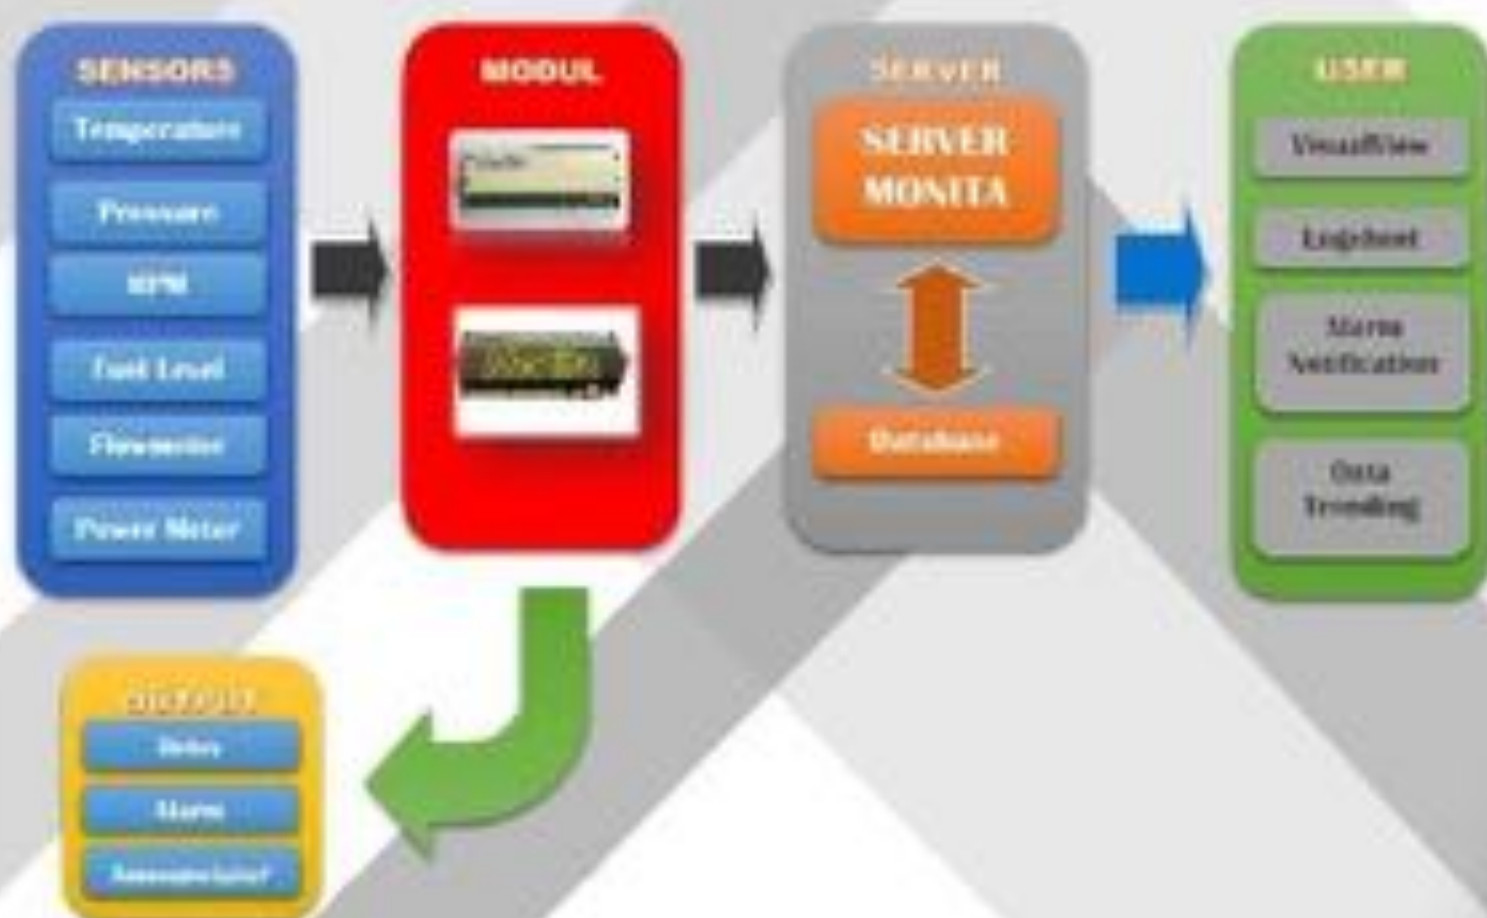 SENSORS
Temperature
Pressure
RPM
Fuel Level
Flowmeter
Power Meter
MODUL
SERVER
SERVER
MONITA
Database
USER
VisualView
Logsheet
Alarm
Notification
Data
Trending
OUTPUT
Relay
Alarm
Annunciator